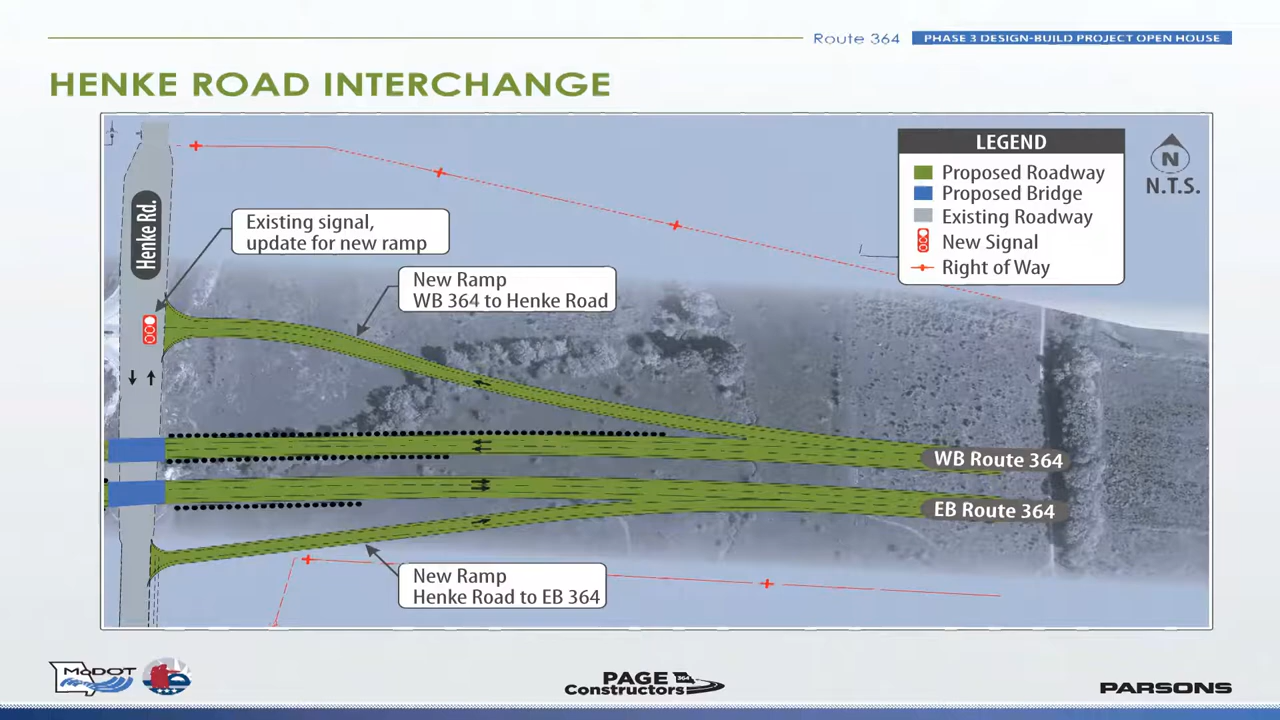 Route 364
PHASE 3 DESIGN-BUILD PROJECT OPEN HOUSE
HENKE ROAD INTERCHANGE
LEGEND
Proposed Roadway
Proposed Bridge
Existing Roadway
New Signal
Right of Way
N
N.T.S.
Henke Rd.
Existing signal,
update for new ramp
New Ramp
WB 364 to Henke Road
WB Route 364
EB Route 364
New Ramp
Henke Road to EB 364
MoDOT
PAGE
364
Constructors
PARSONS